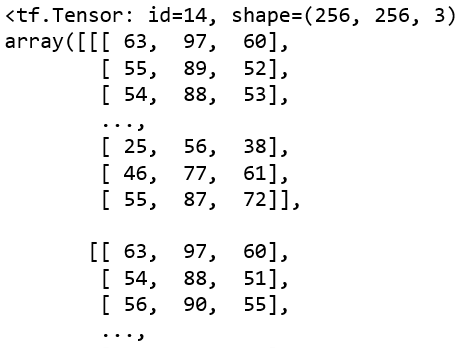 <tf.Tensor: id=14, shape=(256, 256, 3)
array([[[ 63, 97, 60],
[ 55, 89, 52],
[ 54, 88, 53],
...,
[ 25, 56, 38],
[ 46, 77, 61],
[ 55, 87, 72]],
[[ 63, 97, 60],
[ 54, 88, 51],
[ 56, 90, 55],
...,